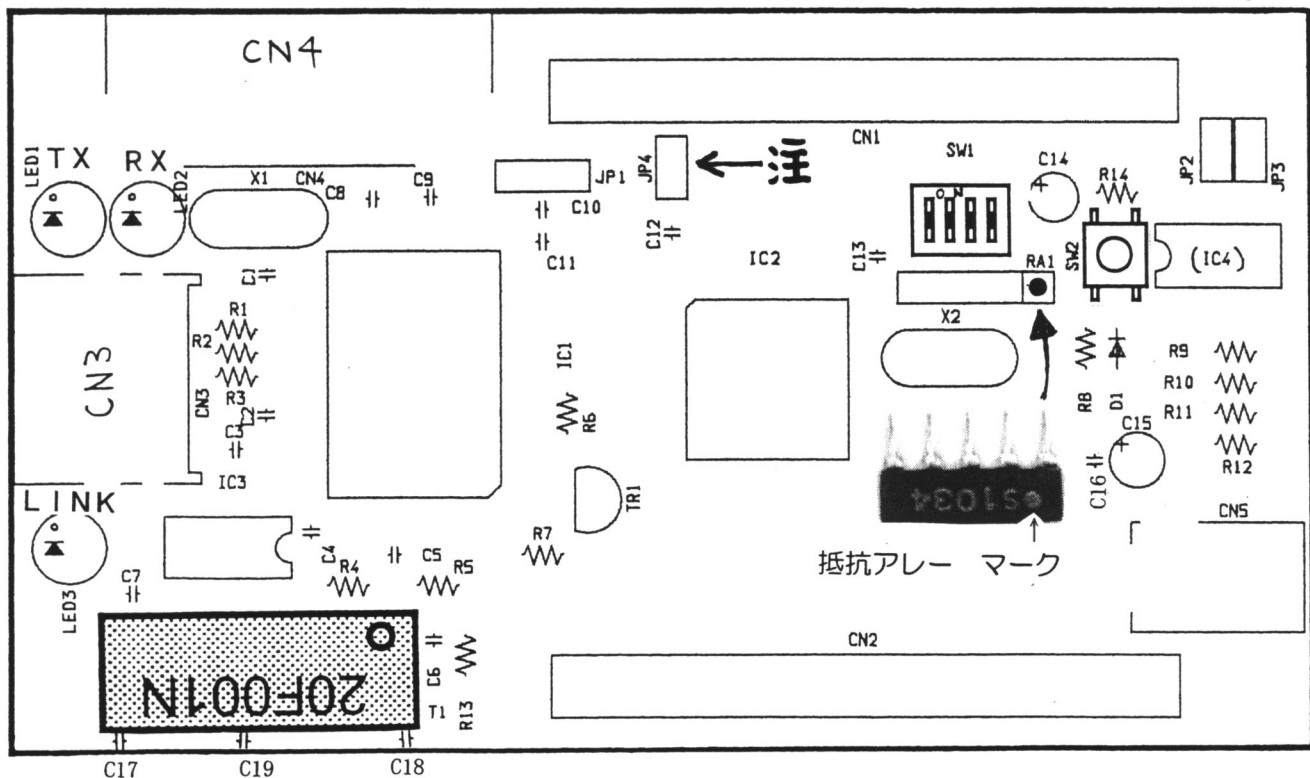 CN4
CN1
LED1
TX
RX
LED2
X1
CN4
C8
C9
JP1
JP4
注
C10
C11
C12
SW1
ON
C14
R14
JP2
JP3
C13
IC2
RA1
SW2
(IC4)
X2
CN3
C1
R1
R2
R3
CN3
C2
C3
IC3
IC1
R6
TR1
R8
D1
R9
R10
R11
R12
C15
C16
CN5
S1034
抵抗アレー マーク
LINK
LED3
C7
C4
R4
C5
R5
R7
20F001N
C6
T1
R13
CN2
C17
C19
C18